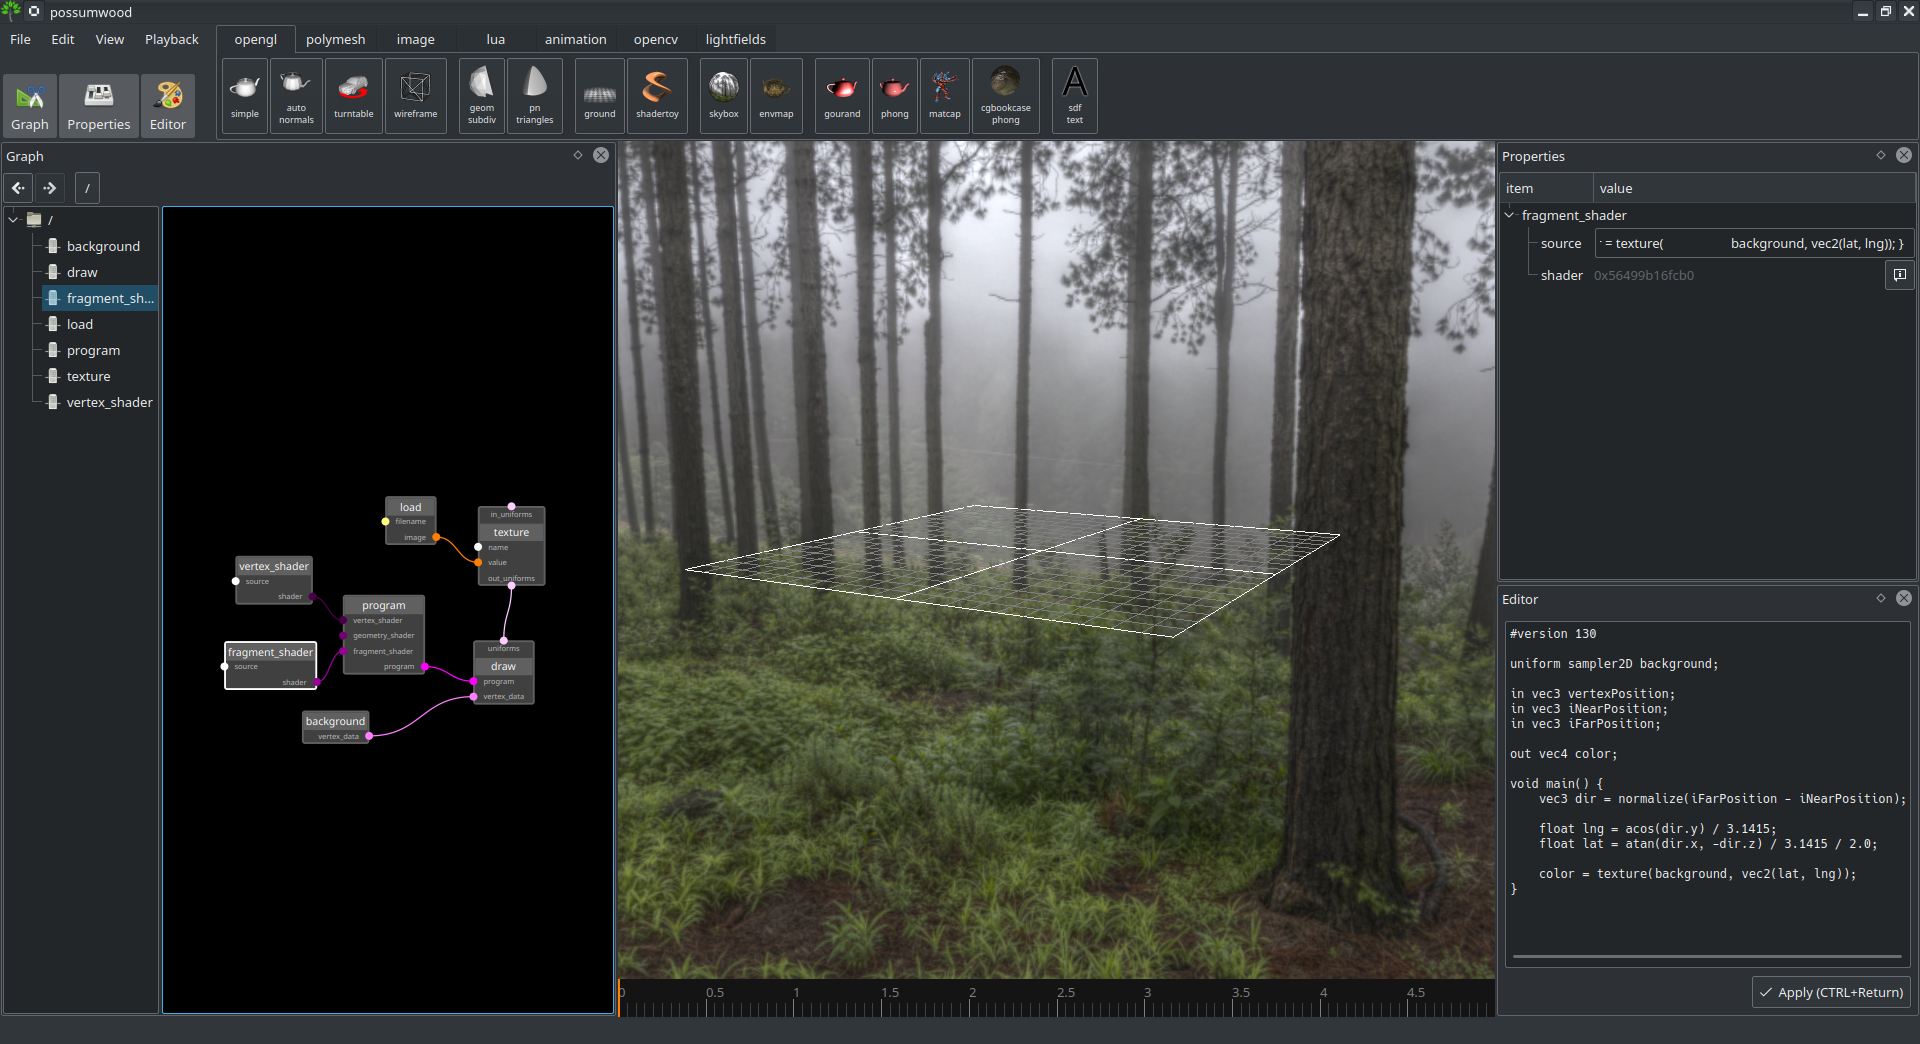 possumwood
File Edit View Playback
opengl polymesh image lua animation opencv lightfields
Graph Properties Editor
simple
auto normals
turntable
wireframe
geom subdiv
pn triangles
ground
shadertoy
skybox
envmap
gourand
phong
matcap
cgbookcase phong
sdf text
Graph
/
/
background
draw
fragment_sh...
load
program
texture
vertex_shader
load
filename
image
in_uniforms
texture
name
value
out_uniforms
vertex_shader
source
shader
program
vertex_shader
geometry_shader
fragment_shader
program
fragment_shader
source
shader
uniforms
draw
program
vertex_data
background
vertex_data
0 0.5 1 1.5 2 2.5 3 3.5 4 4.5
Properties
item value
fragment_shader
source = texture( background, vec2(lat, lng)); }
shader 0x56499b16fcb0
Editor
#version 130
uniform sampler2D background;
in vec3 vertexPosition;
in vec3 iNearPosition;
in vec3 iFarPosition;
out vec4 color;
void main() {
vec3 dir = normalize(iFarPosition - iNearPosition);
float lng = acos(dir.y) / 3.1415;
float lat = atan(dir.x, -dir.z) / 3.1415 / 2.0;
color = texture(background, vec2(lat, lng));
}
Apply (CTRL+Return)